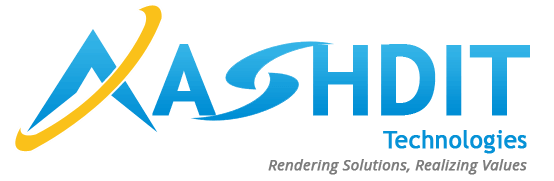 AASHDIT
Technologies
Rendering Solutions, Realizing Values